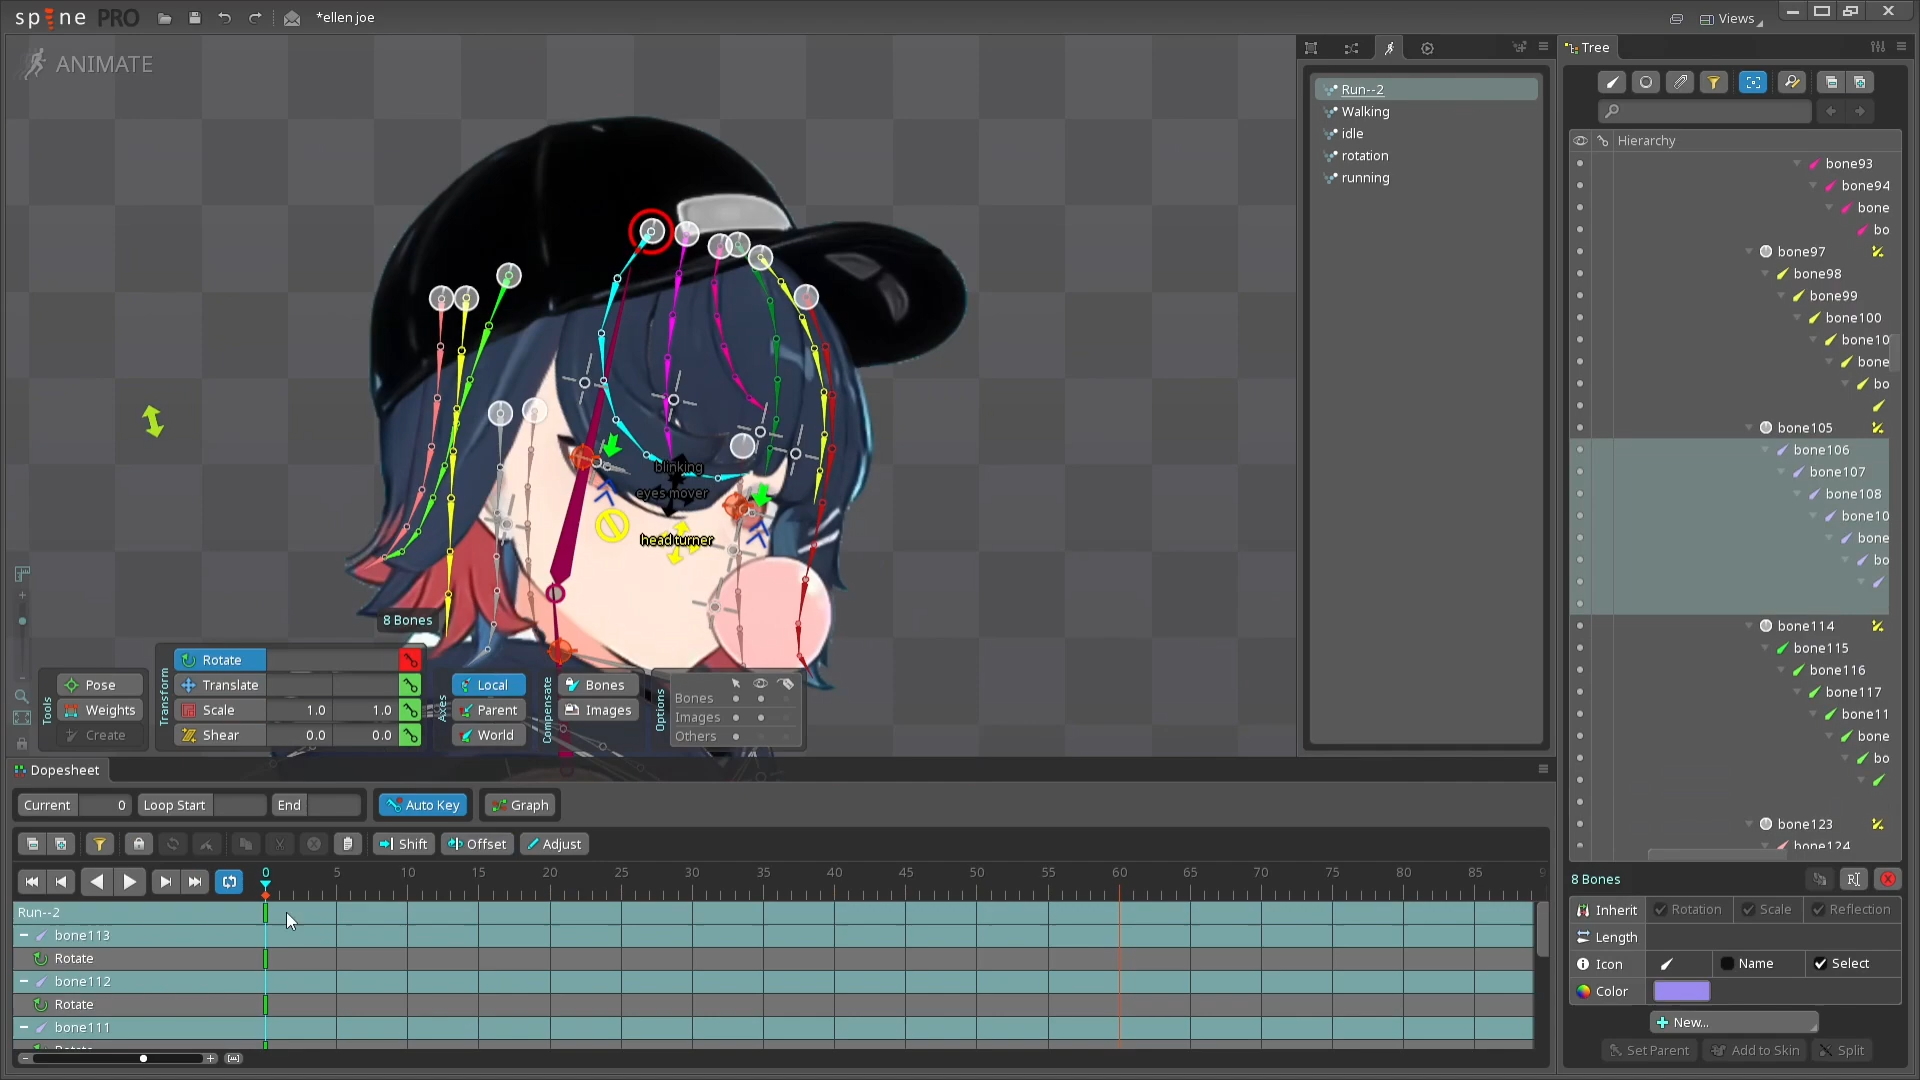 spine PRO
*ellen joe
Views
ANIMATE
Run--2
Walking
idle
rotation
running
Tree
Hierarchy
bone93
bone94
bone
bo
bone97
bone98
bone99
bone100
bone10
bone
bo
bone105
bone106
bone107
bone108
bone10
bone
bo
bone114
bone115
bone116
bone117
bone11
bone
bo
bone123
bone124
blinking
eyes mover
head turner
8 Bones
Tools
Pose
Weights
Create
Transform
Rotate
Translate
Scale 1.0 1.0
Shear 0.0 0.0
Axes
Local
Parent
World
Compensate
Bones
Images
Options
Bones
Images
Others
Dopesheet
Current 0 Loop Start End Auto Key Graph
Shift Offset Adjust
0 5 10 15 20 25 30 35 40 45 50 55 60 65 70 75 80 85 9
Run--2
bone113
Rotate
bone112
Rotate
bone111
Rotate
8 Bones
Inherit Rotation Scale Reflection
Length
Icon Name Select
Color
New...
Set Parent Add to Skin Split